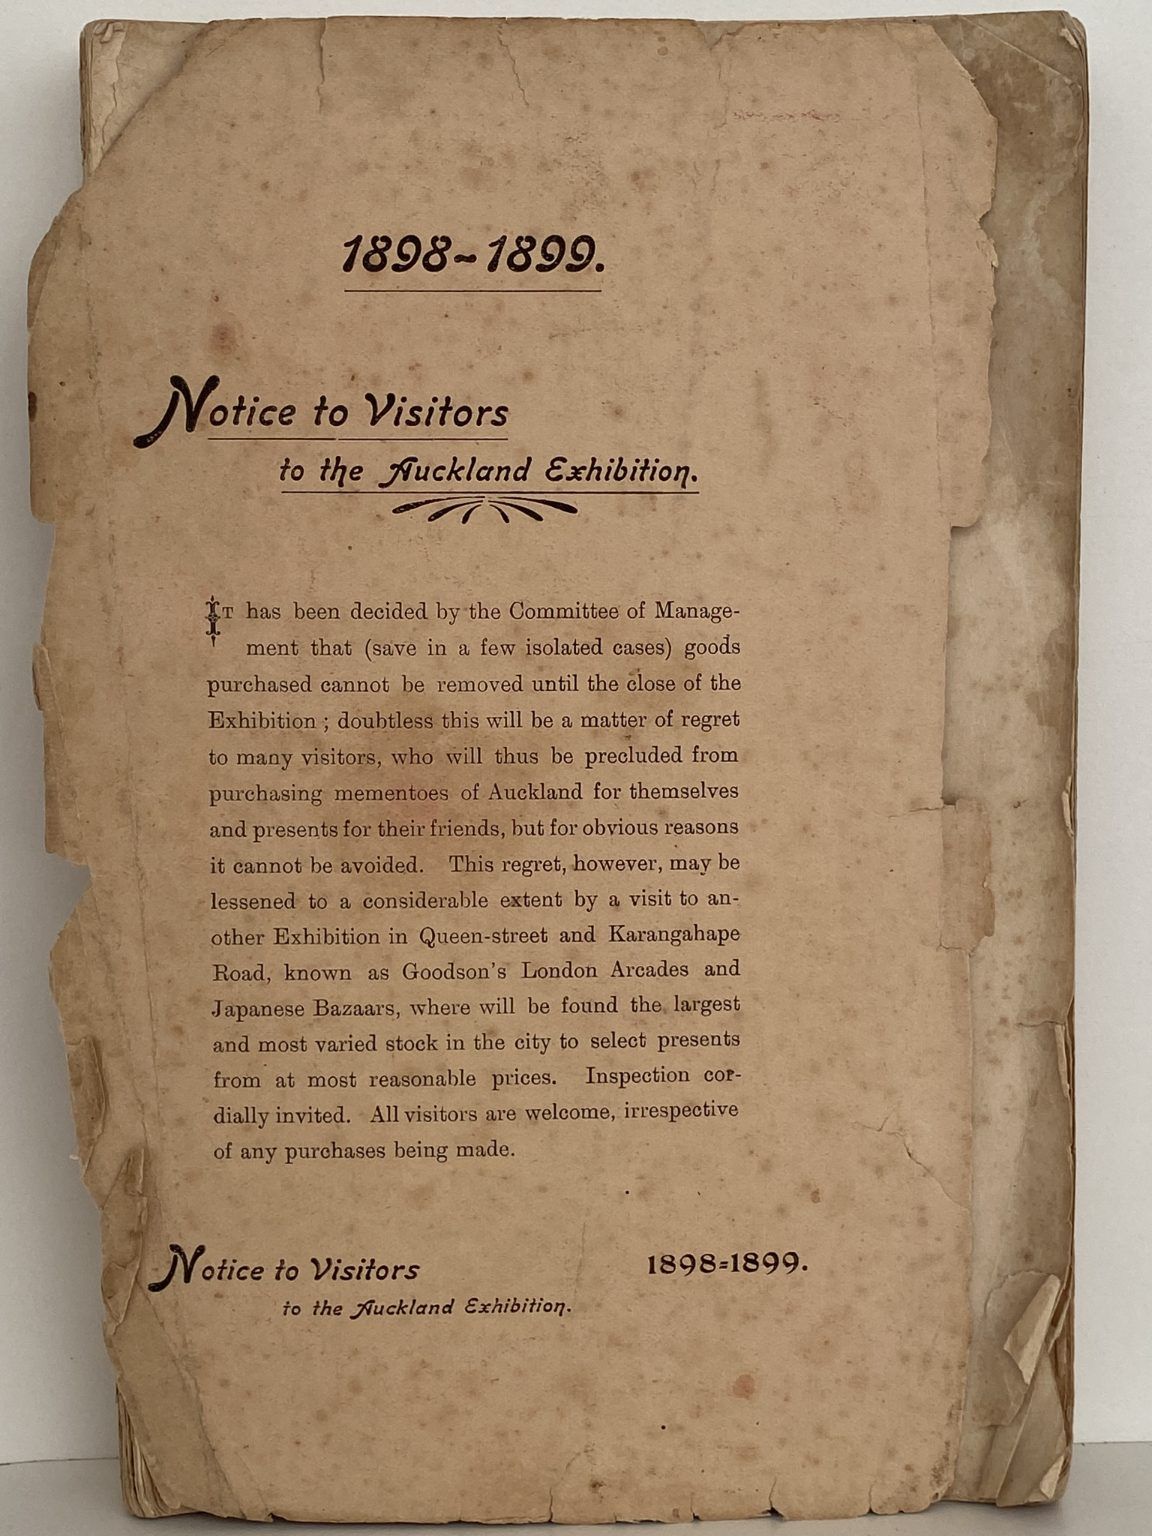 1898-1899.
Notice to Visitors
to the Auckland Exhibition.
It has been decided by the Committee of Manage-
ment that (save in a few isolated cases) goods
purchased cannot be removed until the close of the
Exhibition ; doubtless this will be a matter of regret
to many visitors, who will thus be precluded from
purchasing mementoes of Auckland for themselves
and presents for their friends, but for obvious reasons
it cannot be avoided. This regret, however, may be
lessened to a considerable extent by a visit to an-
other Exhibition in Queen-street and Karangahape
Road, known as Goodson's London Arcades and
Japanese Bazaars, where will be found the largest
and most varied stock in the city to select presents
from at most reasonable prices. Inspection cor-
dially invited. All visitors are welcome, irrespective
of any purchases being made.
Notice to Visitors 1898=1899.
to the Auckland Exhibition.